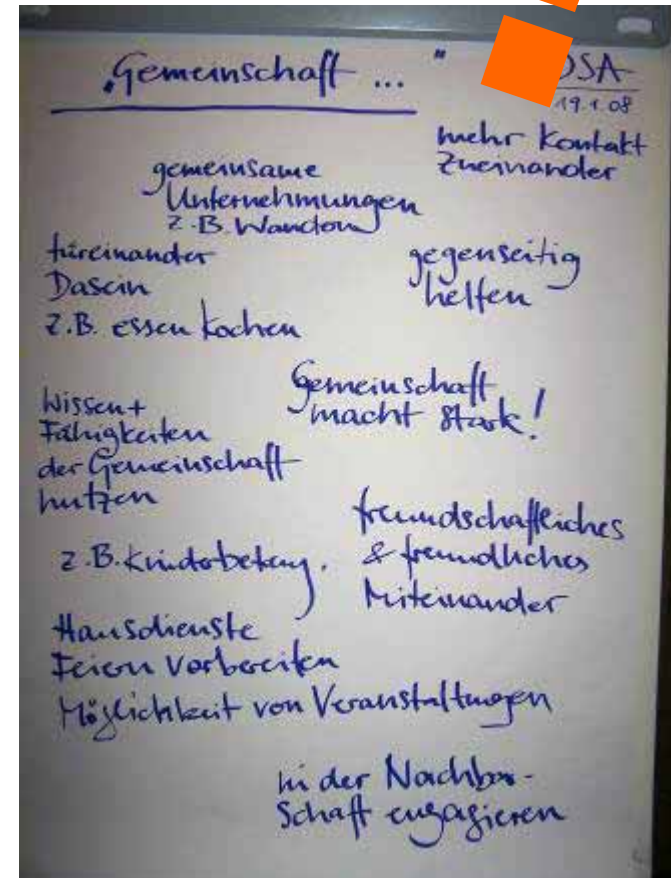 „Gemeinschaft ..."
OSA
19.1.08
mehr Kontakt
zueinander
gemeinsame
Unternehmungen
z.B. Wandern
füreinander
Dasein
z.B. essen kochen
gegenseitig
helfen
Gemeinschaft
macht stark!
Wissen +
Fähigkeiten
der Gemeinschaft
nutzen
z.B. Kinderbetreuung.
freundschaftliches
& freundliches
Miteinander
Hausdienste
Feiern vorbereiten
Möglichkeit von Veranstaltungen
in der Nachbar-
schaft engagieren